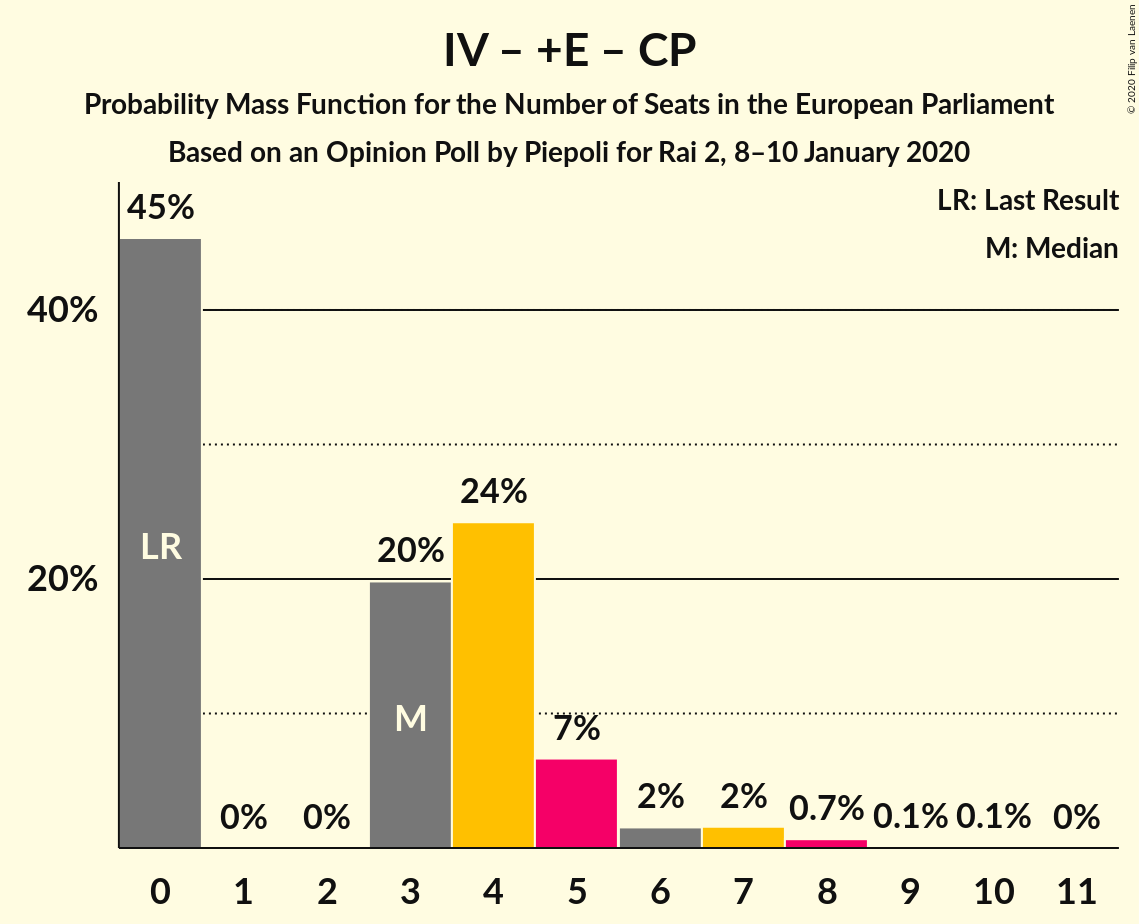 IV – +E – CP
Probability Mass Function for the Number of Seats in the European Parliament
Based on an Opinion Poll by Piepoli for Rai 2, 8–10 January 2020
© 2020 Filip van Laenen
LR: Last Result
M: Median
45%
40%
24%
20%
20%
LR
M
7%
0%
0%
2%
2%
0.7%
0.1%
0.1%
0%
0 1 2 3 4 5 6 7 8 9 10 11